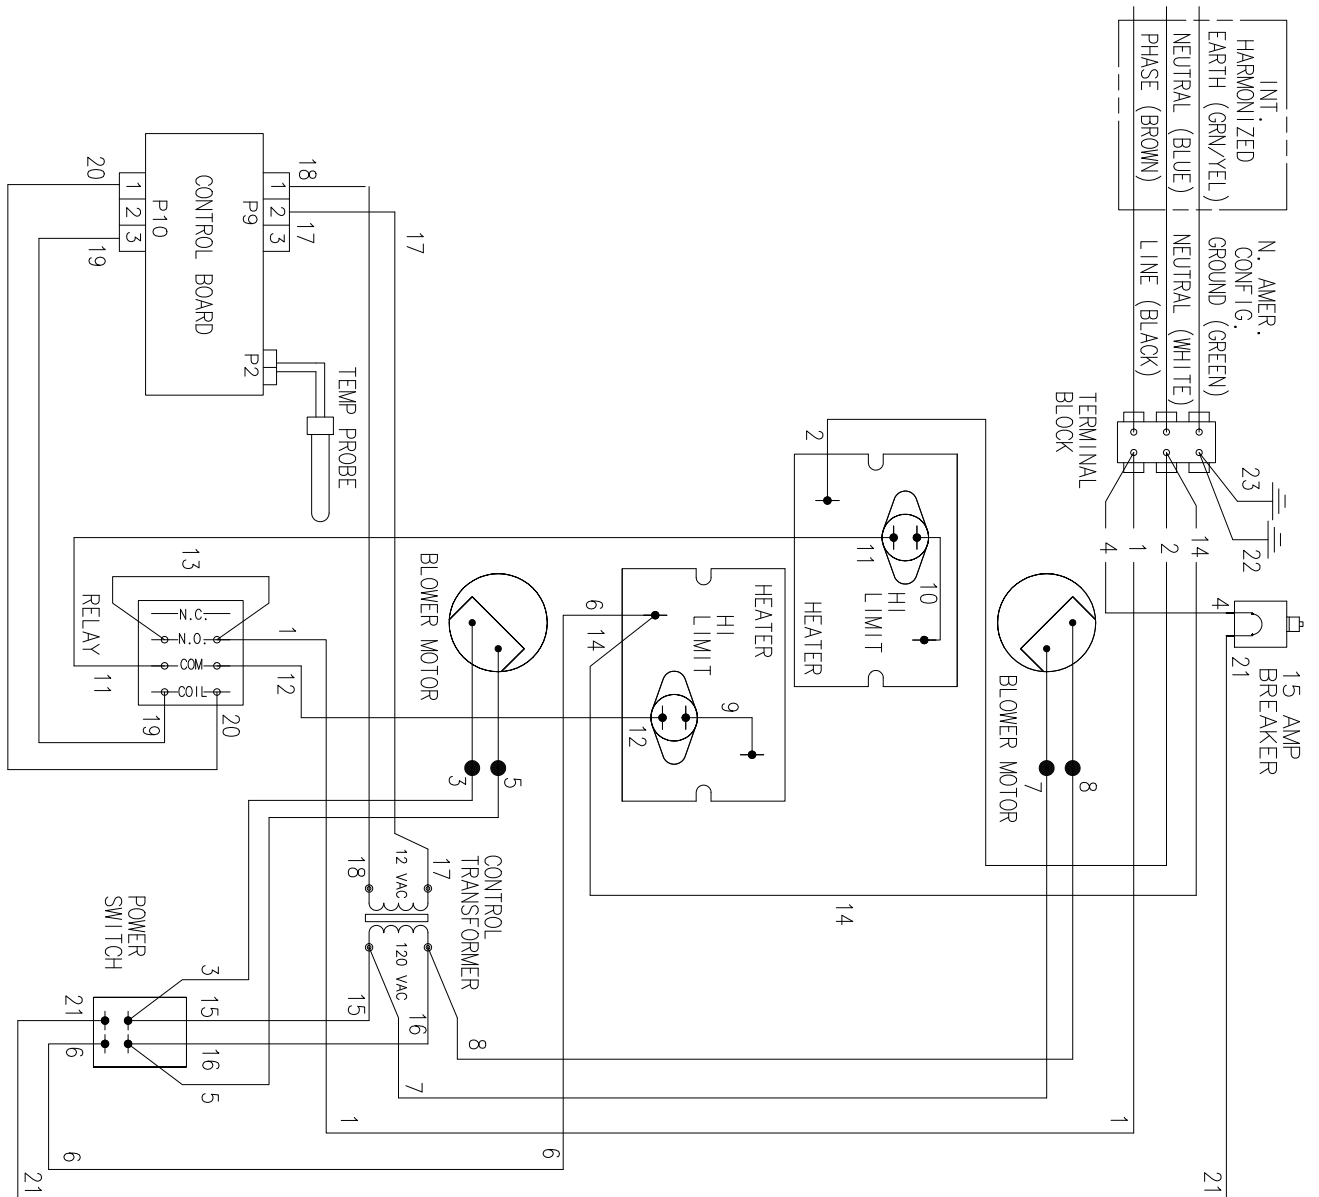 INT.
HARMONIZED
EARTH (GRN/YEL)
NEUTRAL (BLUE)
PHASE (BROWN)
N. AMER.
CONFIG.
GROUND (GREEN)
NEUTRAL (WHITE)
LINE (BLACK)
TERMINAL
BLOCK
23
22
14
2
1
4
4
21
15 AMP
BREAKER
21
2
11
10
HI
LIMIT
HEATER
BLOWER MOTOR
7
8
HEATER
HI
LIMIT
6
14
12
9
14
BLOWER MOTOR
3
5
18
17
17
1
2
3
P9
CONTROL BOARD
P10
1
2
3
20
19
P2
TEMP PROBE
13
N.C.
N.O.
COM
COIL
RELAY
1
12
11
19
20
CONTROL
TRANSFORMER
17
18
12 VAC
120 VAC
15
16
8
7
POWER
SWITCH
3
15
21
16
6
5
1
1
6
6
21